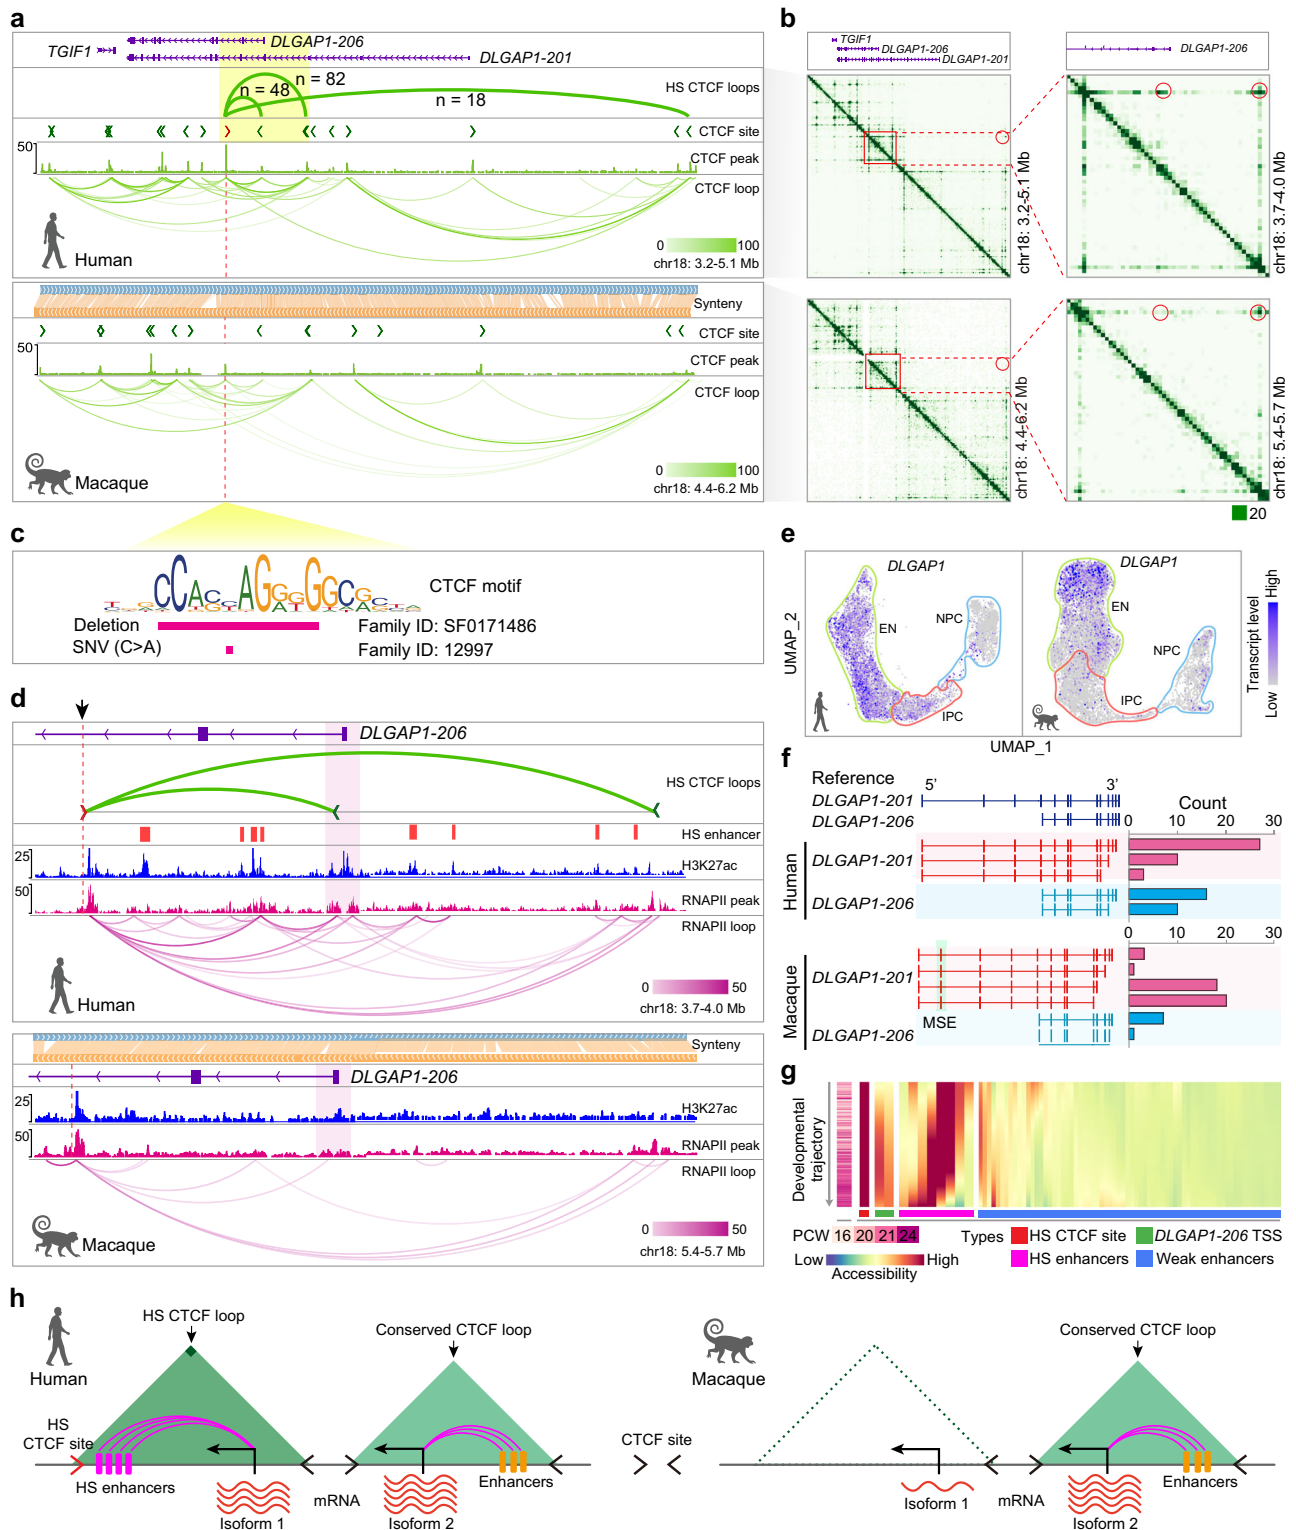 a
TGIF1
DLGAP1-206
DLGAP1-201
n = 82
n = 48
n = 18
HS CTCF loops
CTCF site
50
CTCF peak
CTCF loop
0 100
chr18: 3.2-5.1 Mb
Human
Synteny
CTCF site
50
CTCF peak
CTCF loop
0 100
chr18: 4.4-6.2 Mb
Macaque
b
TGIF1
DLGAP1-206
DLGAP1-201
DLGAP1-206
chr18: 3.2-5.1 Mb
chr18: 3.7-4.0 Mb
chr18: 4.4-6.2 Mb
chr18: 5.4-5.7 Mb
20
c
CTCF motif
Deletion Family ID: SF0171486
SNV (C>A) Family ID: 12997
d
DLGAP1-206
HS CTCF loops
HS enhancer
25
H3K27ac
50
RNAPII peak
RNAPII loop
0 50
chr18: 3.7-4.0 Mb
Human
Synteny
DLGAP1-206
25
H3K27ac
50
RNAPII peak
RNAPII loop
0 50
chr18: 5.4-5.7 Mb
Macaque
e
DLGAP1
EN
NPC
IPC
DLGAP1
EN
NPC
IPC
UMAP_2
UMAP_1
Transcript level
Low High
f
Reference 5' 3'
DLGAP1-201
DLGAP1-206
Count
0 10 20 30
Human
DLGAP1-201
DLGAP1-206
0 10 20 30
Macaque
DLGAP1-201
MSE
DLGAP1-206
g
Developmental
trajectory
PCW 16 20 21 24
Types
HS CTCF site
DLGAP1-206 TSS
HS enhancers
Weak enhancers
Low High
Accessibility
h
Human
HS CTCF loop
Conserved CTCF loop
HS
CTCF site
HS enhancers
Isoform 1
mRNA
Isoform 2
Enhancers
CTCF site
Macaque
Conserved CTCF loop
Isoform 1
mRNA
Isoform 2
Enhancers